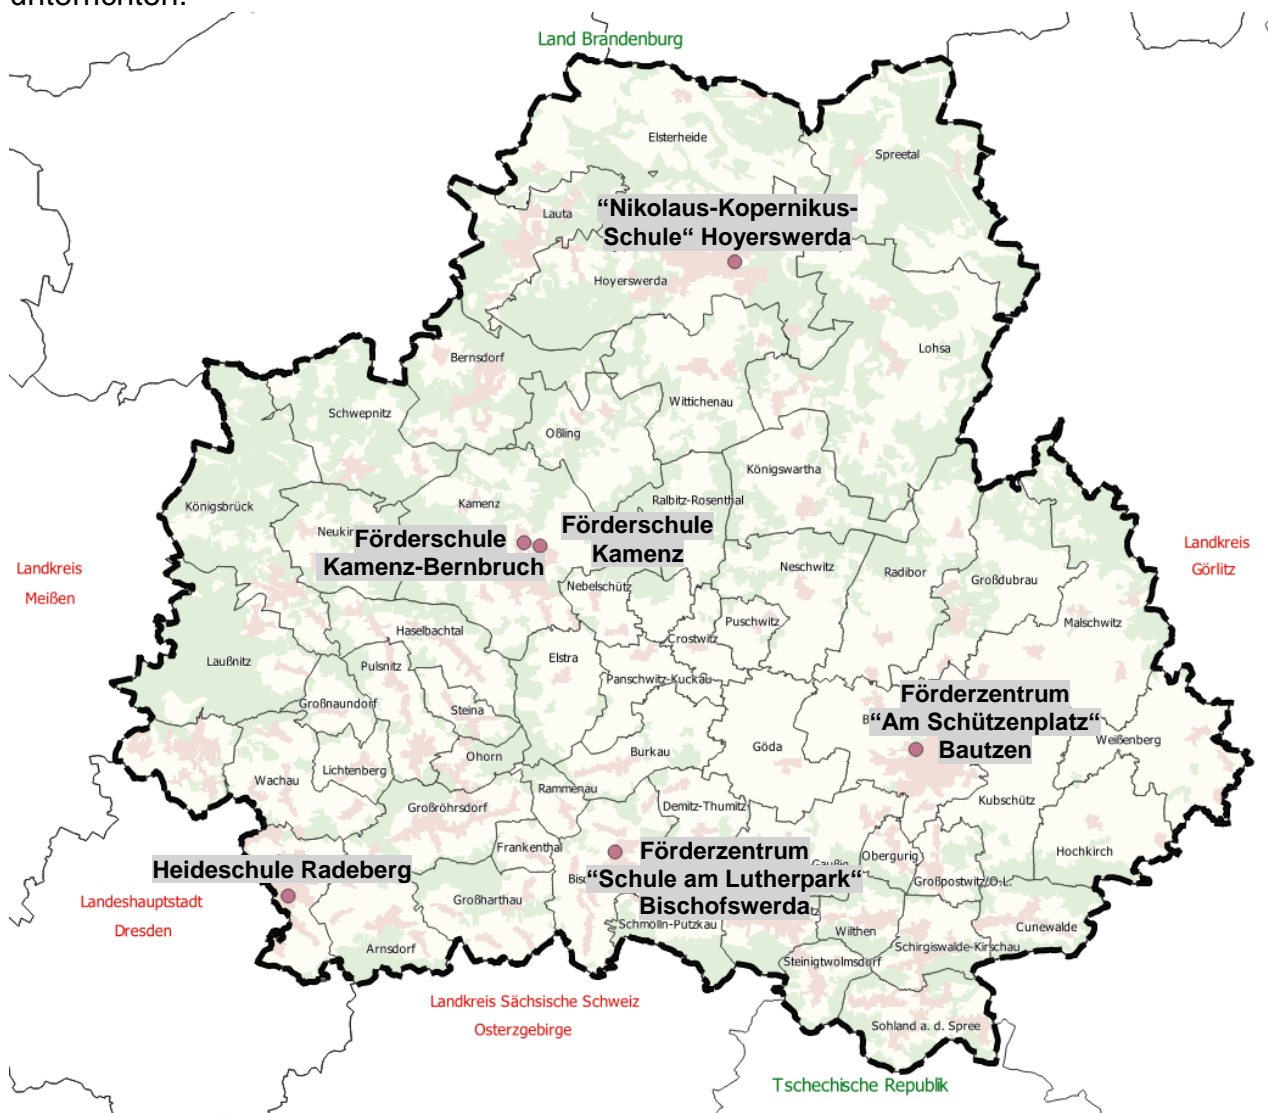 unterrichten.
Land Brandenburg
Elsterheide
Spreetal
“Nikolaus-Kopernikus-
Schule“ Hoyerswerda
Lauta
Hoyerswerda
Lohsa
Bernsdorf
Schwepnitz
Wittichenau
Oßling
Königswartha
Königsbrück
Kamenz
Ralbitz-Rosenthal
Förderschule
Kamenz-Bernbruch
Förderschule
Kamenz
Landkreis
Meißen
Landkreis
Görlitz
Nebelschütz
Neschwitz
Radibor
Großdubrau
Malschwitz
Puschwitz
Crostwitz
Haselbachtal
Laußnitz
Pulsnitz
Elstra
Panschwitz-Kuckau
Großnaundorf
Steina
Förderzentrum
“Am Schützenplatz“
Bautzen
Weißenberg
Burkau
Göda
Ohorn
Lichtenberg
Wachau
Rammenau
Großröhrsdorf
Demitz-Thumitz
Kubschütz
Frankenthal
Obergurig
Hochkirch
Heideschule Radeberg
Förderzentrum
“Schule am Lutherpark“
Bischofswerda
Gaußig
Großpostwitz/O.L.
Großharthau
Landeshauptstadt
Dresden
Schmölln-Putzkau
Wilthen
Cunewalde
Arnsdorf
Schirgiswalde-Kirschau
Steinigtwolmsdorf
Landkreis Sächsische Schweiz
Osterzgebirge
Sohland a. d. Spree
Tschechische Republik